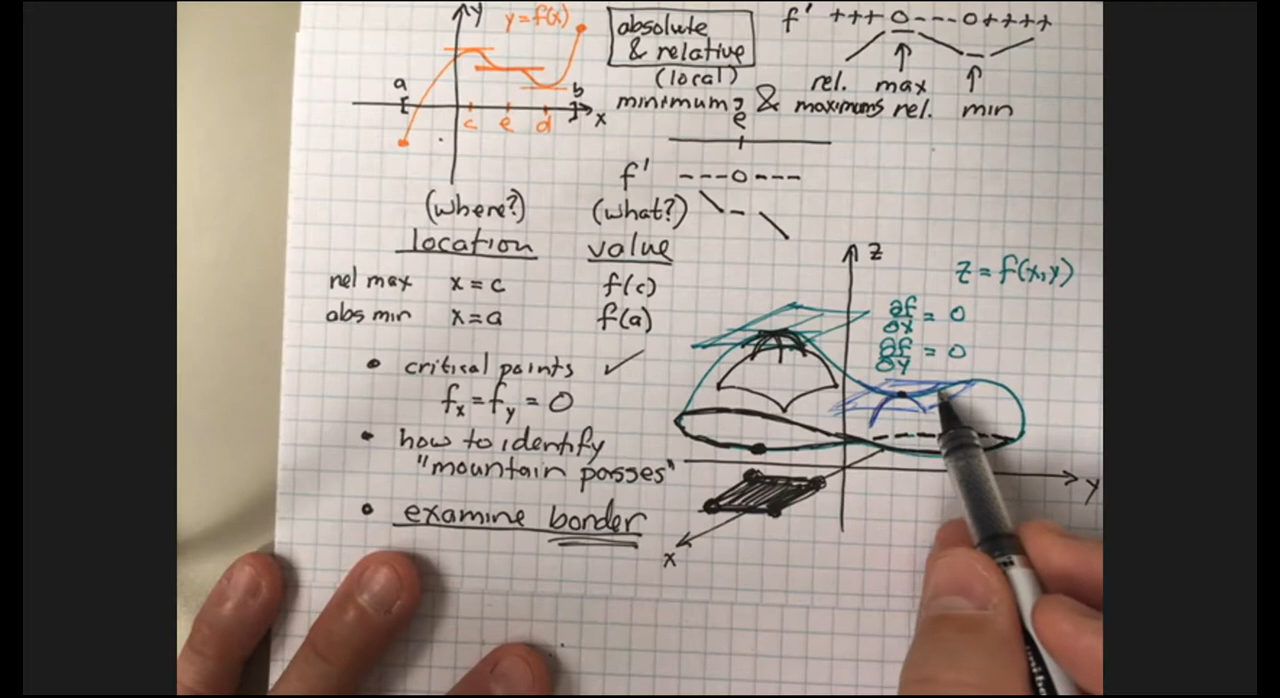 y
y=f(x)
a
b
x
c e d
absolute
& relative
(local)
minimums & maximums
f' +++0---0++++
rel. max
rel. min
e
f' ---0---
(where?) (what?)
location value
rel max x=c f(c)
abs min x=a f(a)
• critical points ✓
fx = fy = 0
• how to identify
"mountain passes"
• examine border
z
z = f(x,y)
∂f/∂x = 0
∂f/∂y = 0
y
x